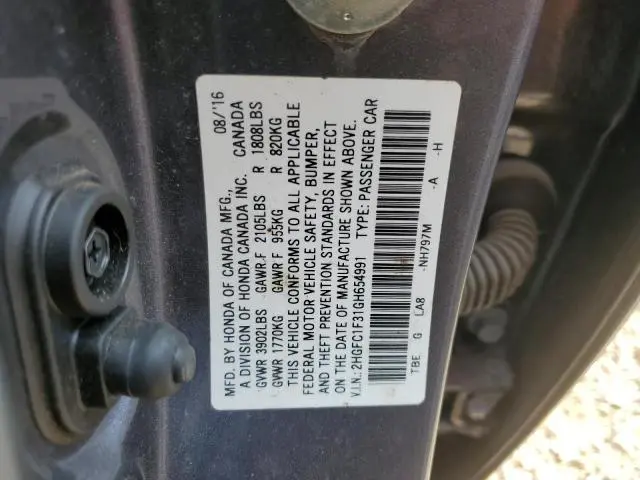 MFD. BY HONDA OF CANADA MFG., 08/'16
A DIVISION OF HONDA CANADA INC. CANADA
GVWR 3902LBS GAWR F 2105LBS R 1808LBS
GVWR 1770KG GAWR F 955KG R 820KG
THIS VEHICLE CONFORMS TO ALL APPLICABLE
FEDERAL MOTOR VEHICLE SAFETY, BUMPER,
AND THEFT PREVENTION STANDARDS IN EFFECT
ON THE DATE OF MANUFACTURE SHOWN ABOVE.
V.I.N.: 2HGFC1F31GH654991 TYPE: PASSENGER CAR
TBE G LA8 -NH797M -A -H